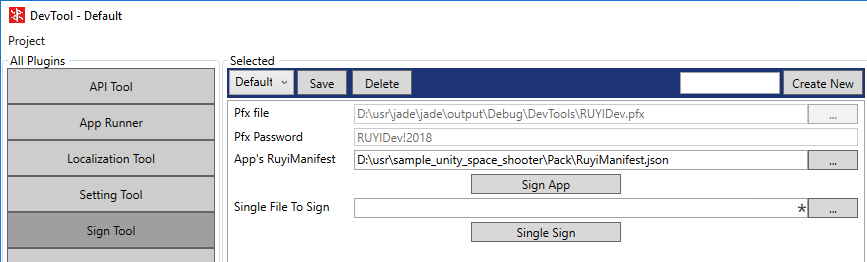 DevTool - Default
Project
All Plugins
API Tool
App Runner
Localization Tool
Setting Tool
Sign Tool
Selected
Default Save Delete Create New
Pfx file D:\usr\jade\jade\output\Debug\DevTools\RUYIDev.pfx ...
Pfx Password RUYIDev!2018
App's RuyiManifest D:\usr\sample_unity_space_shooter\Pack\RuyiManifest.json ...
Sign App
Single File To Sign * ...
Single Sign